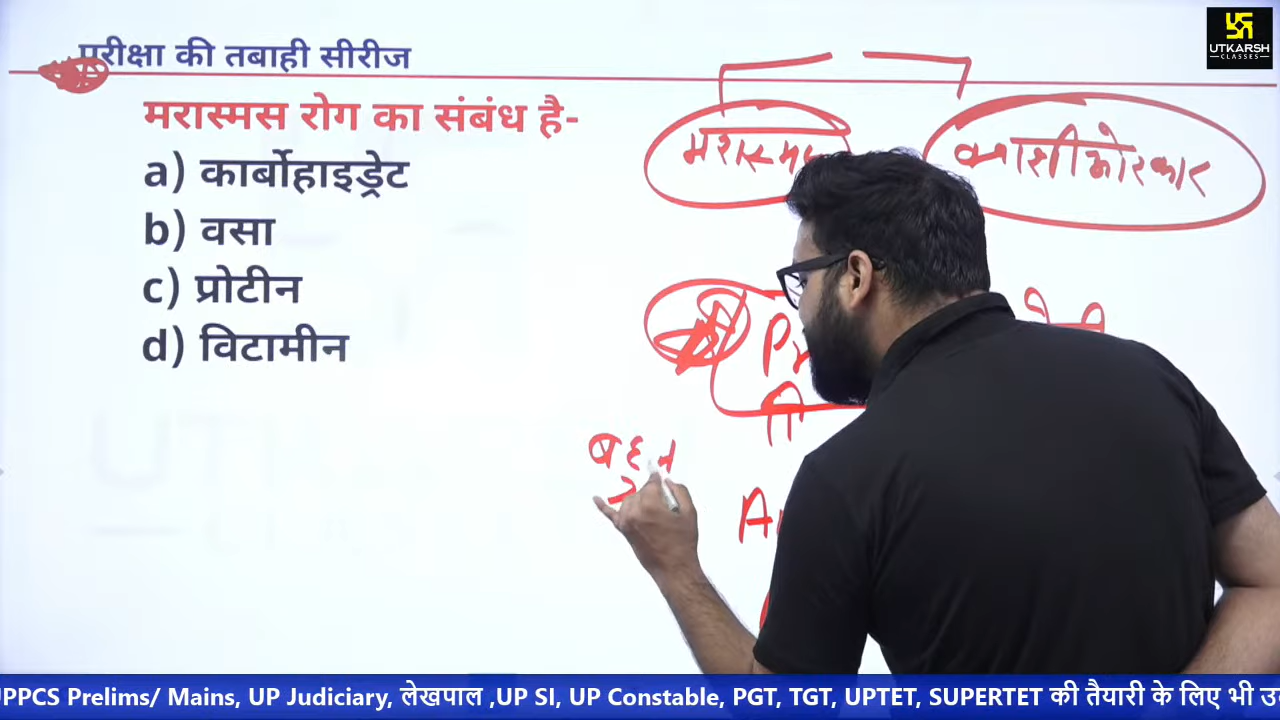 परीक्षा की तबाही सीरीज
UTKARSH
CLASSES
मरास्मस रोग का संबंध है-
a) कार्बोहाइड्रेट
b) वसा
c) प्रोटीन
d) विटामीन
क्वाशीओरकार
बहन
UPPCS Prelims/ Mains, UP Judiciary, लेखपाल ,UP SI, UP Constable, PGT, TGT, UPTET, SUPERTET की तैयारी के लिए भी